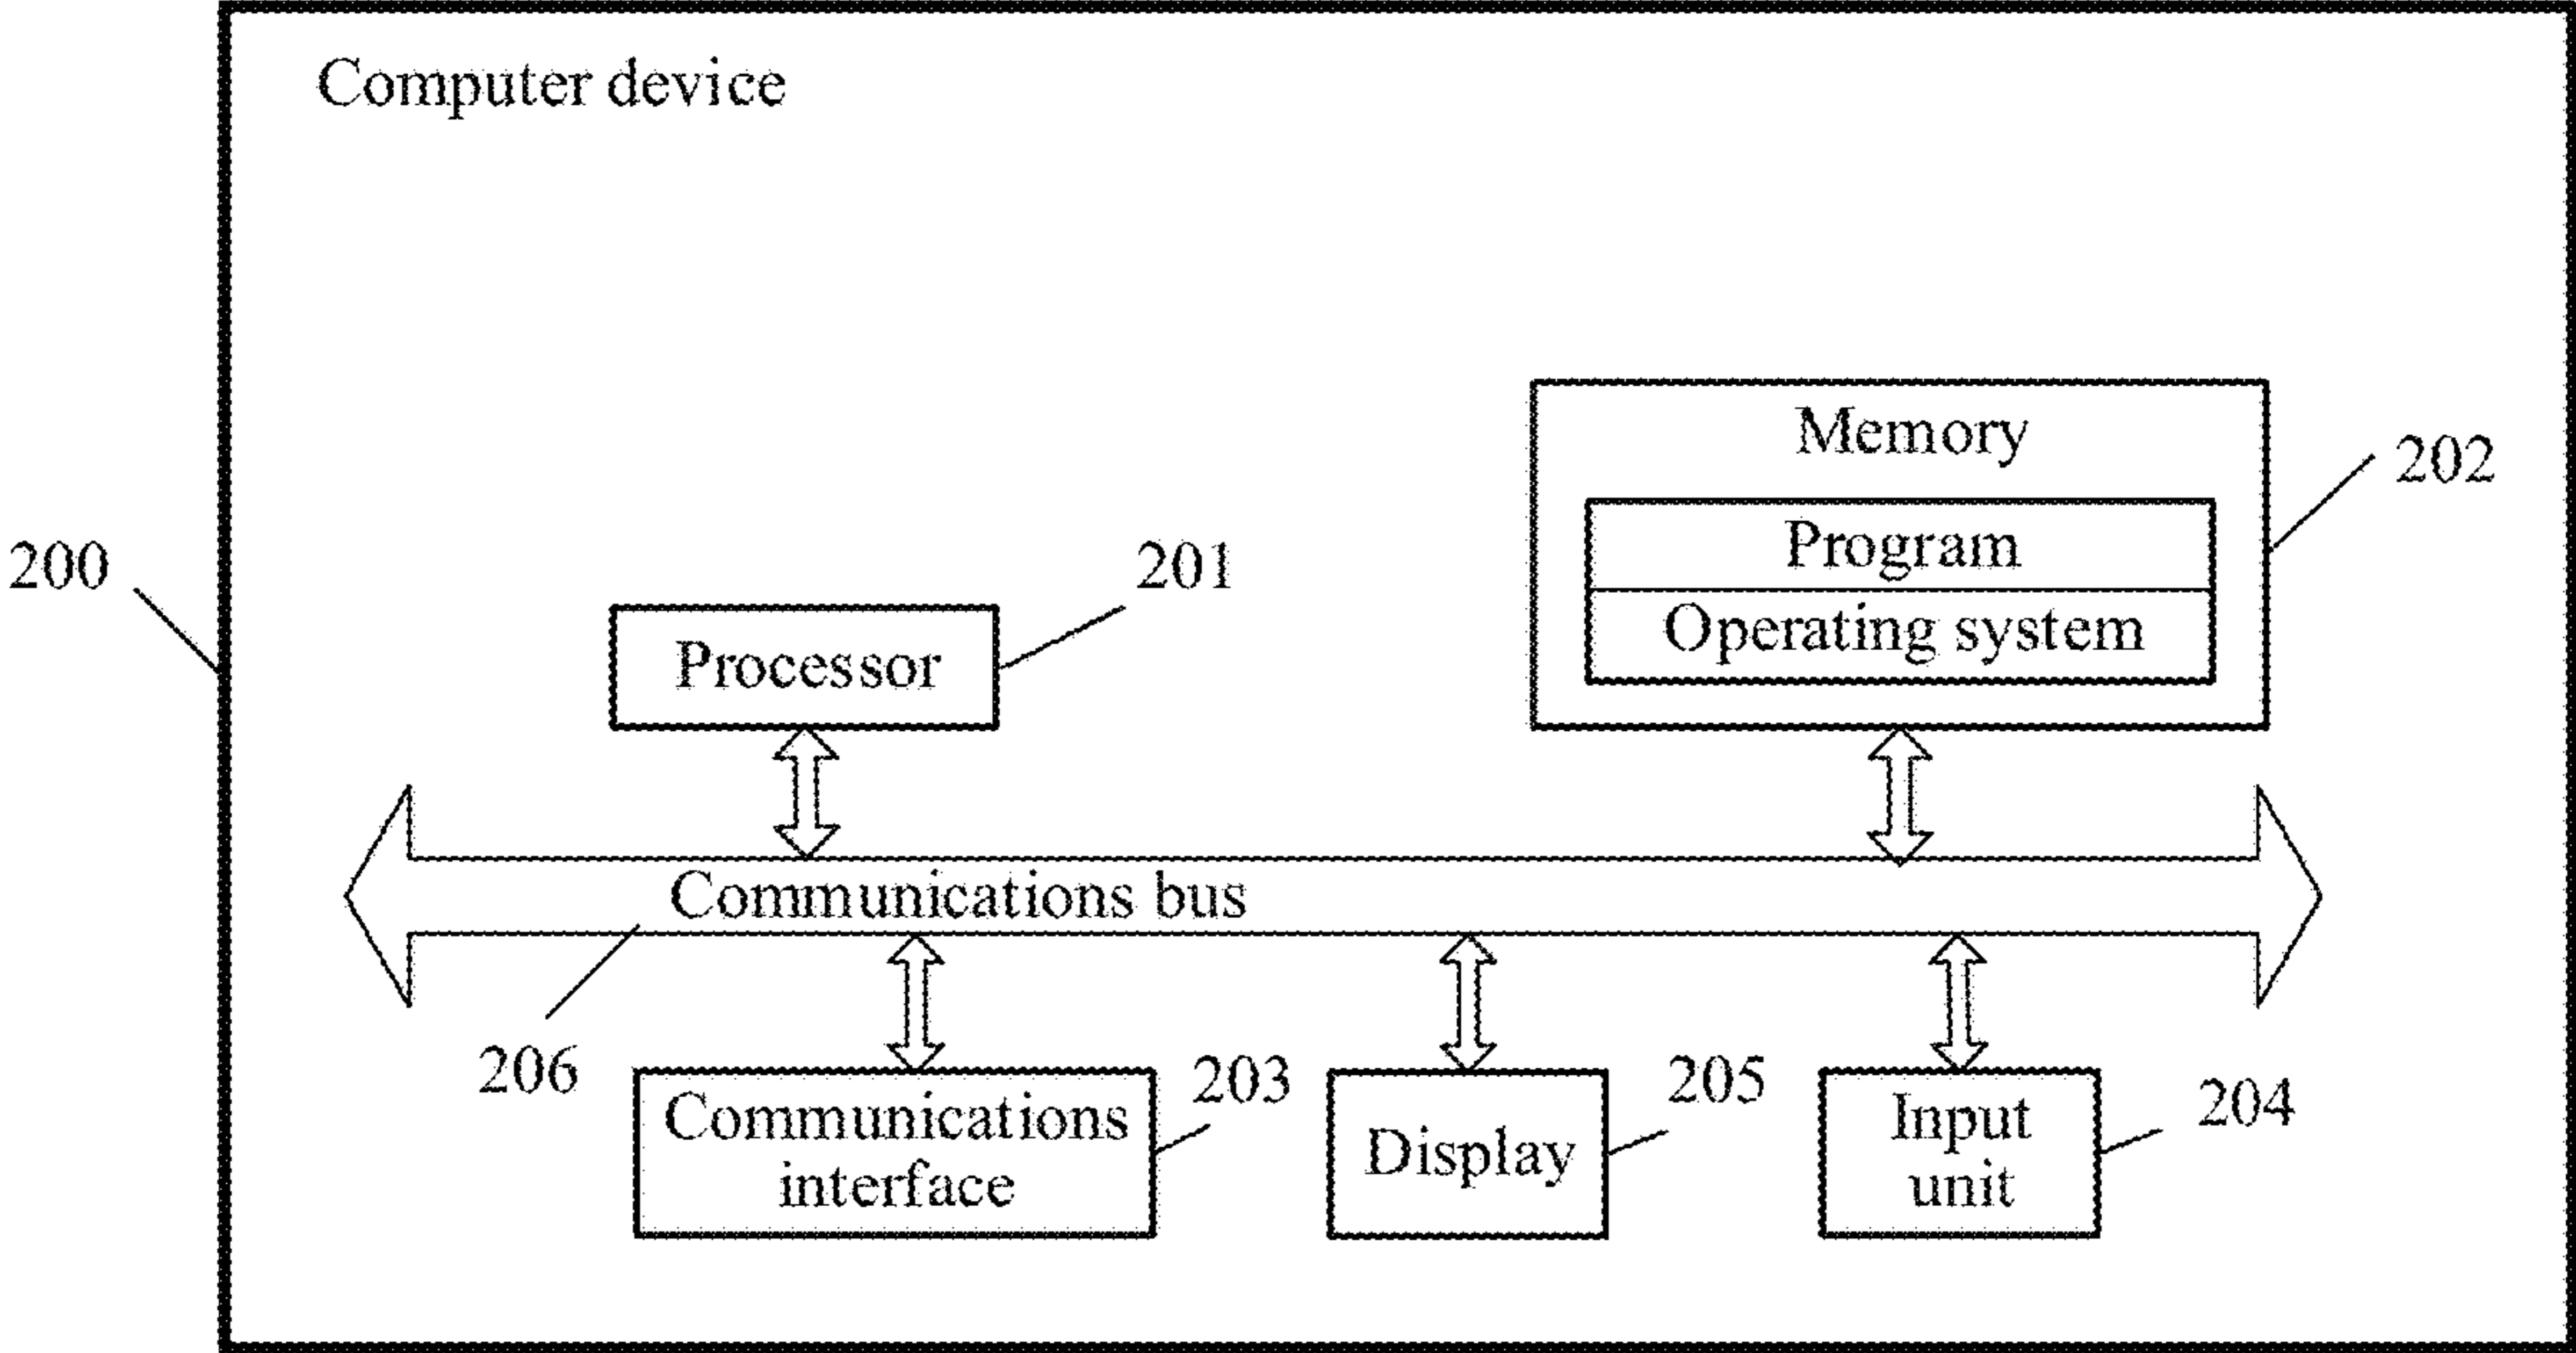 Computer device
Memory
202
Program
200
201
Operating system
Processor
Communications bus
206
203
205
204
Communications
interface
Display
Input
unit